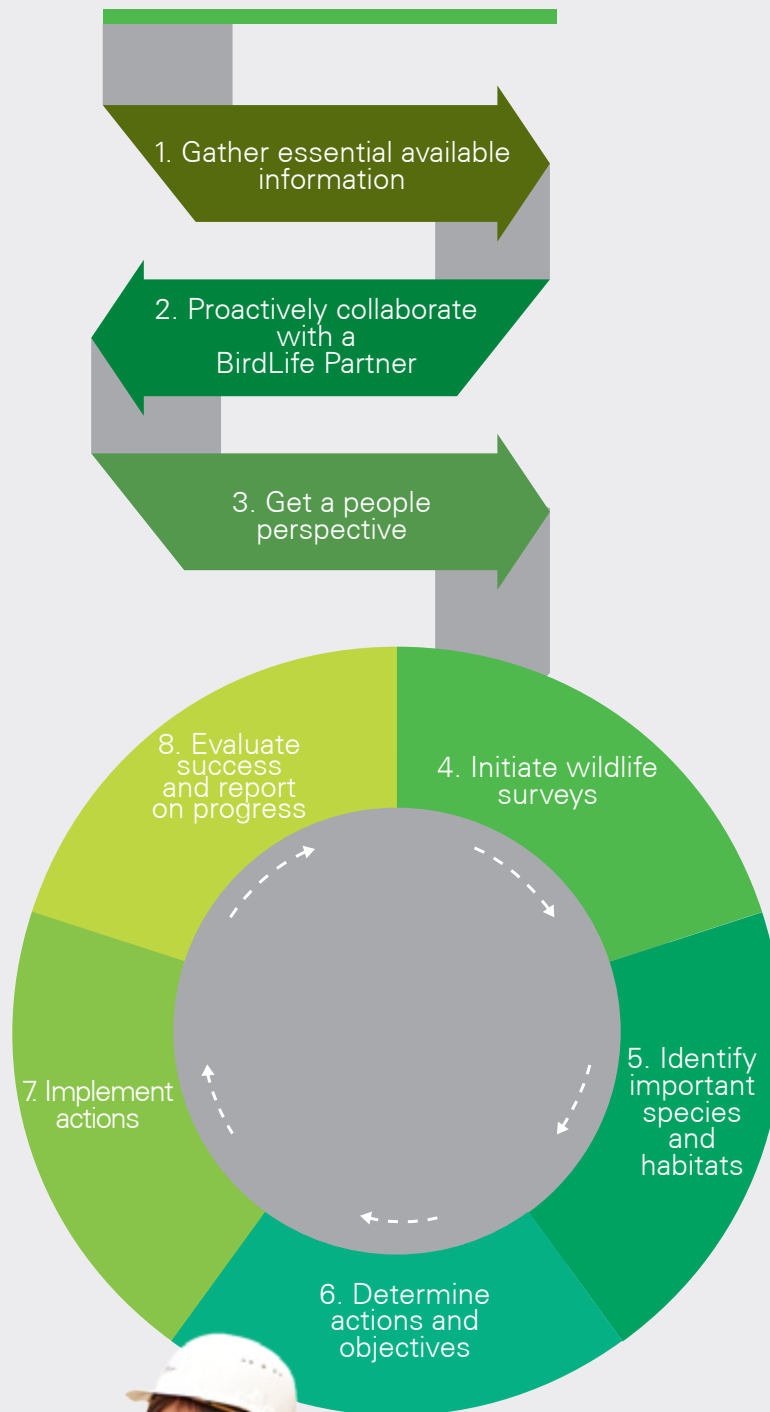 1. Gather essential available
information
2. Proactively collaborate
with a
BirdLife Partner
3. Get a people
perspective
4. Initiate wildlife
surveys
5. Identify
important
species
and
habitats
6. Determine
actions and
objectives
7. Implement
actions
8. Evaluate
success
and report
on progress